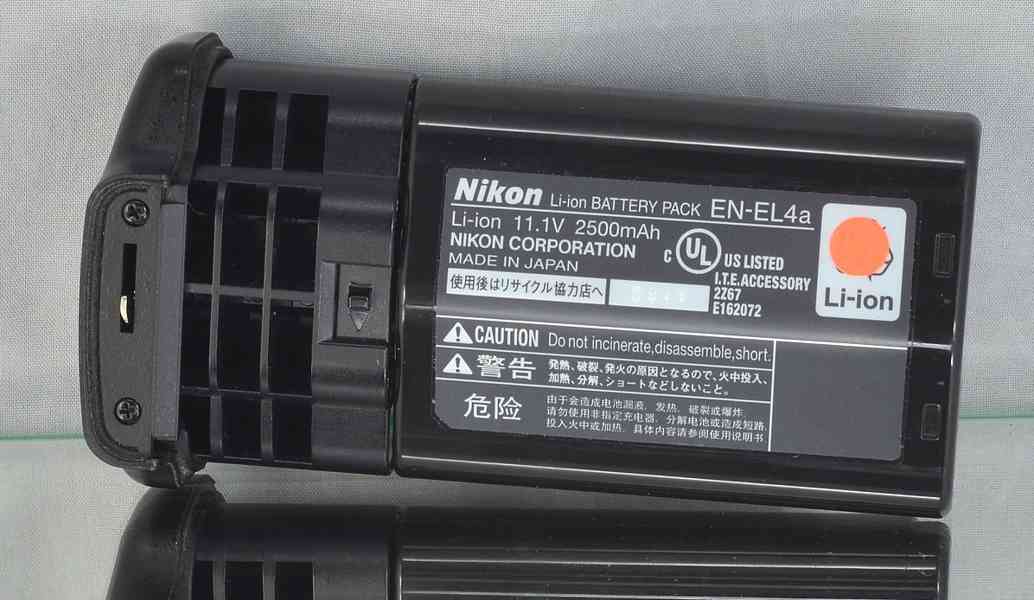 Nikon Li-ion BATTERY PACK EN-EL4a
Li-ion 11.1V 2500mAh
NIKON CORPORATION
MADE IN JAPAN
C UL US LISTED
I.T.E.ACCESSORY
2Z67
E162072
使用後はリサイクル協力店へ
Li-ion
CAUTION Do not incinerate,disassemble,short.
警告 発熱、破裂、発火の原因となるので、火中投入、
加熱、分解、ショートなどしないこと。
危险
由于会造成电池漏液，发热，破裂或爆炸，
请勿使用非指定充电器，分解电池或造成短路，
投入火中或加热，具体内容请参阅使用说明书